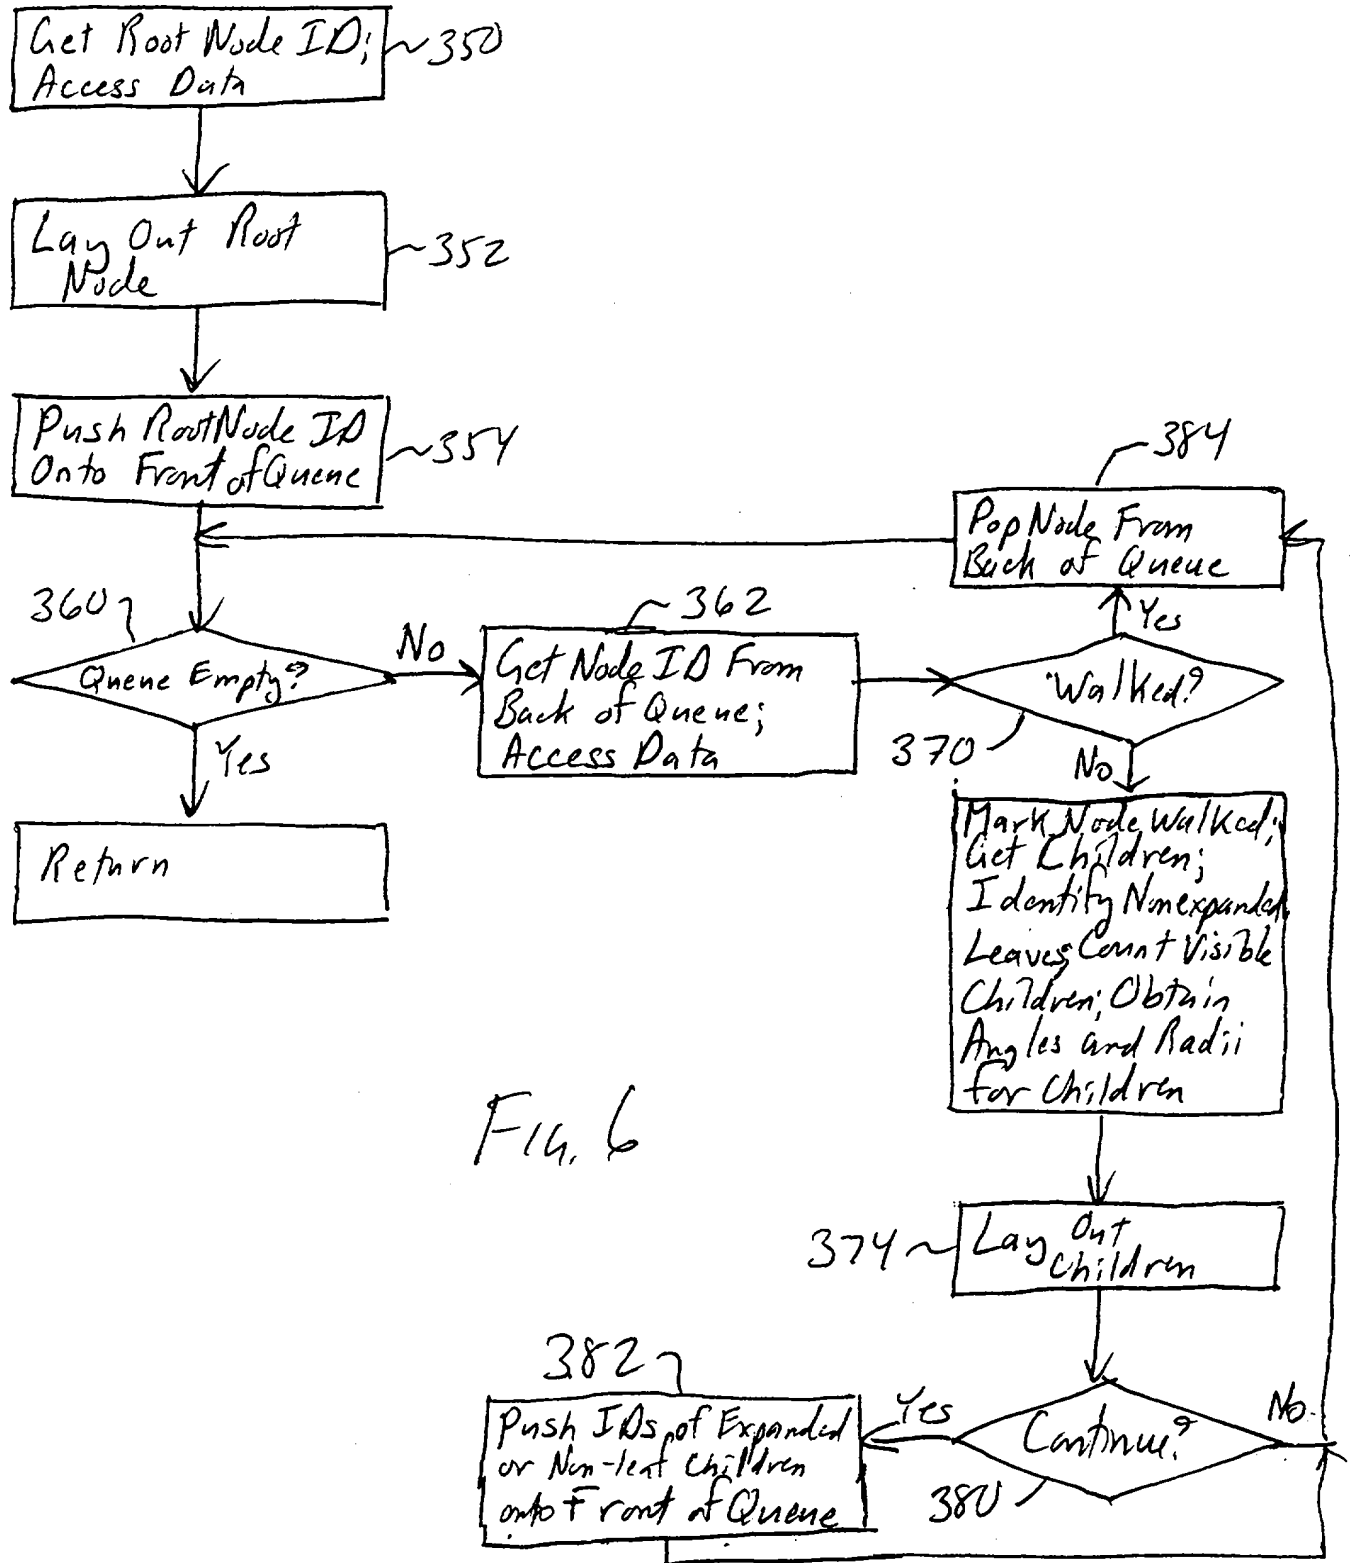 Get Root Node ID;
Access Data
350
Lay Out Root
Node
352
Push Root Node ID
Onto Front of Queue
354
384
Pop Node From
Back of Queue
360
Queue Empty?
No
362
Get Node ID From
Back of Queue;
Access Data
Yes
Walked?
370
No
Yes
Return
Mark Node Walked;
Get Children;
Identify Nonexpanded
Leaves; Count Visible
Children; Obtain
Angles and Radii
for Children
Fig. 6
374
Lay Out
Children
382
Push IDs of Expanded
or Non-leaf Children
onto Front of Queue
Yes
Continue?
No
380